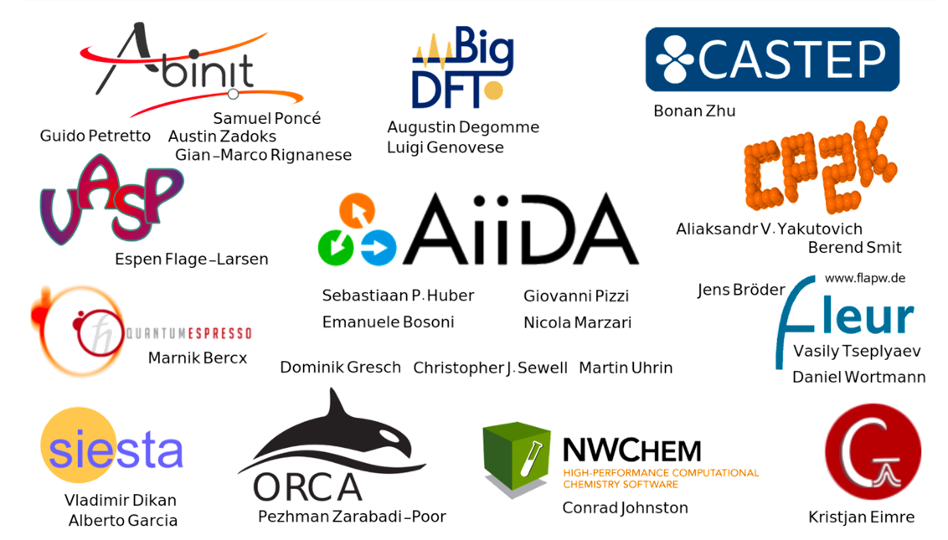 Abinit
Samuel Poncé
Guido Petretto
Austin Zadoks
Gian-Marco Rignanese
Big
DFT
Augustin Degomme
Luigi Genovese
CASTEP
Bonan Zhu
VASP
Espen Flage-Larsen
AiiDA
Sebastiaan P. Huber
Giovanni Pizzi
Emanuele Bosoni
Nicola Marzari
Dominik Gresch
Christopher J. Sewell
Martin Uhrin
CP2K
Aliaksandr V. Yakutovich
Berend Smit
QUANTUMESPRESSO
Marnik Bercx
Jens Bröder
www.flapw.de
fleur
Vasily Tseplyaev
Daniel Wortmann
siesta
Vladimir Dikan
Alberto Garcia
ORCA
Pezhman Zarabadi-Poor
NWCHEM
HIGH-PERFORMANCE COMPUTATIONAL
CHEMISTRY SOFTWARE
Conrad Johnston
Kristjan Eimre